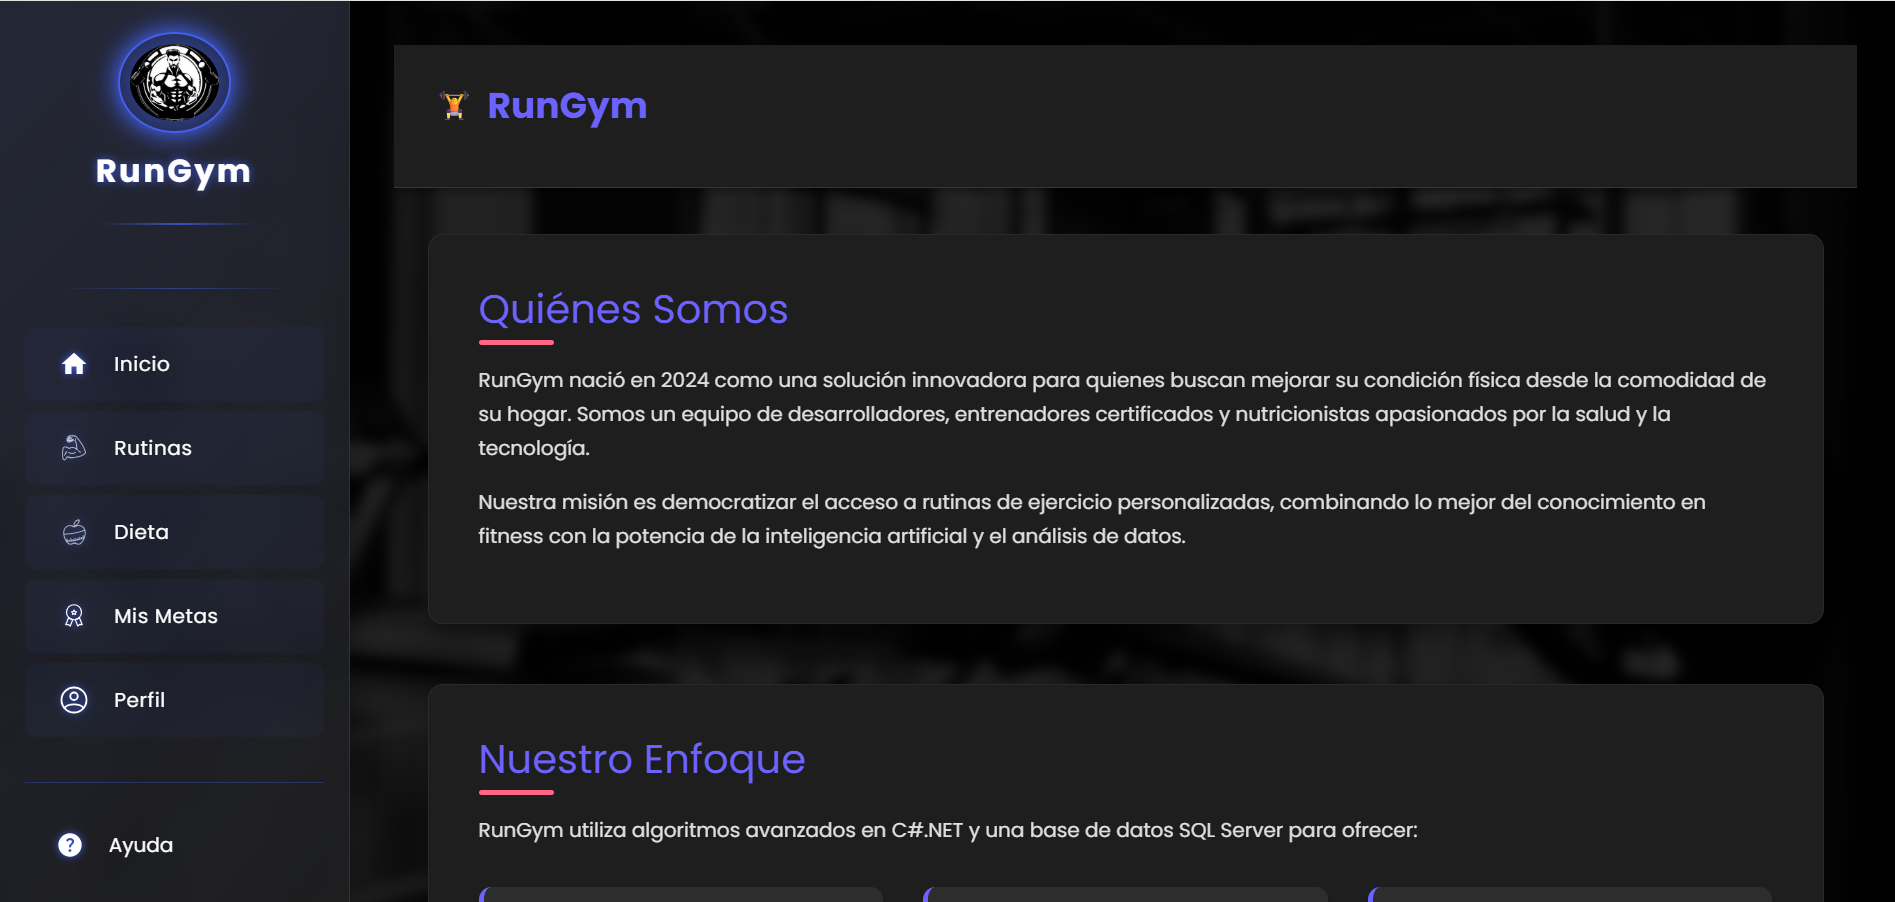 RunGym
Inicio
Rutinas
Dieta
Mis Metas
Perfil
Ayuda
RunGym
Quiénes Somos
RunGym nació en 2024 como una solución innovadora para quienes buscan mejorar su condición física desde la comodidad de
su hogar. Somos un equipo de desarrolladores, entrenadores certificados y nutricionistas apasionados por la salud y la
tecnología.
Nuestra misión es democratizar el acceso a rutinas de ejercicio personalizadas, combinando lo mejor del conocimiento en
fitness con la potencia de la inteligencia artificial y el análisis de datos.
Nuestro Enfoque
RunGym utiliza algoritmos avanzados en C#.NET y una base de datos SQL Server para ofrecer: